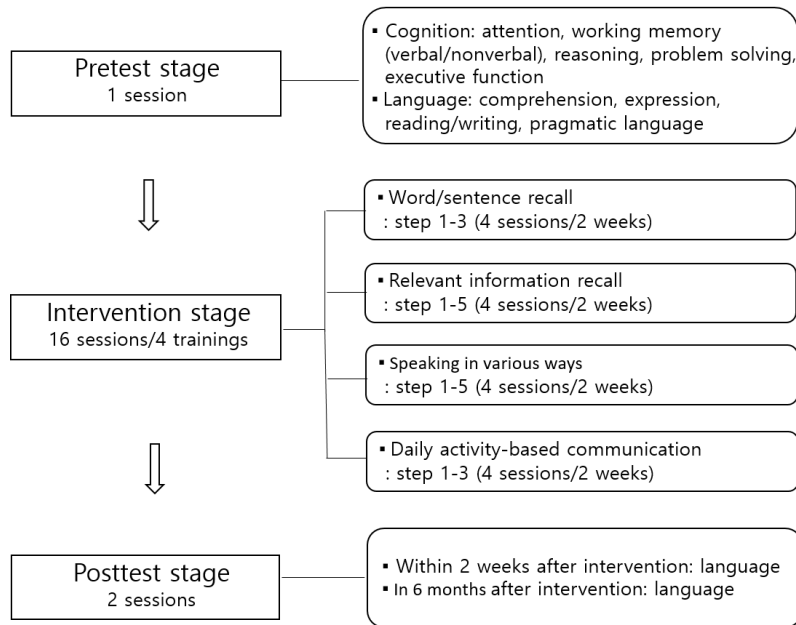 Pretest stage
1 session
▪ Cognition: attention, working memory
(verbal/nonverbal), reasoning, problem solving,
executive function
▪ Language: comprehension, expression,
reading/writing, pragmatic language
Intervention stage
16 sessions/4 trainings
▪ Word/sentence recall
: step 1-3 (4 sessions/2 weeks)
▪ Relevant information recall
: step 1-5 (4 sessions/2 weeks)
▪ Speaking in various ways
: step 1-5 (4 sessions/2 weeks)
▪ Daily activity-based communication
: step 1-3 (4 sessions/2 weeks)
Posttest stage
2 sessions
▪ Within 2 weeks after intervention: language
▪ In 6 months after intervention: language